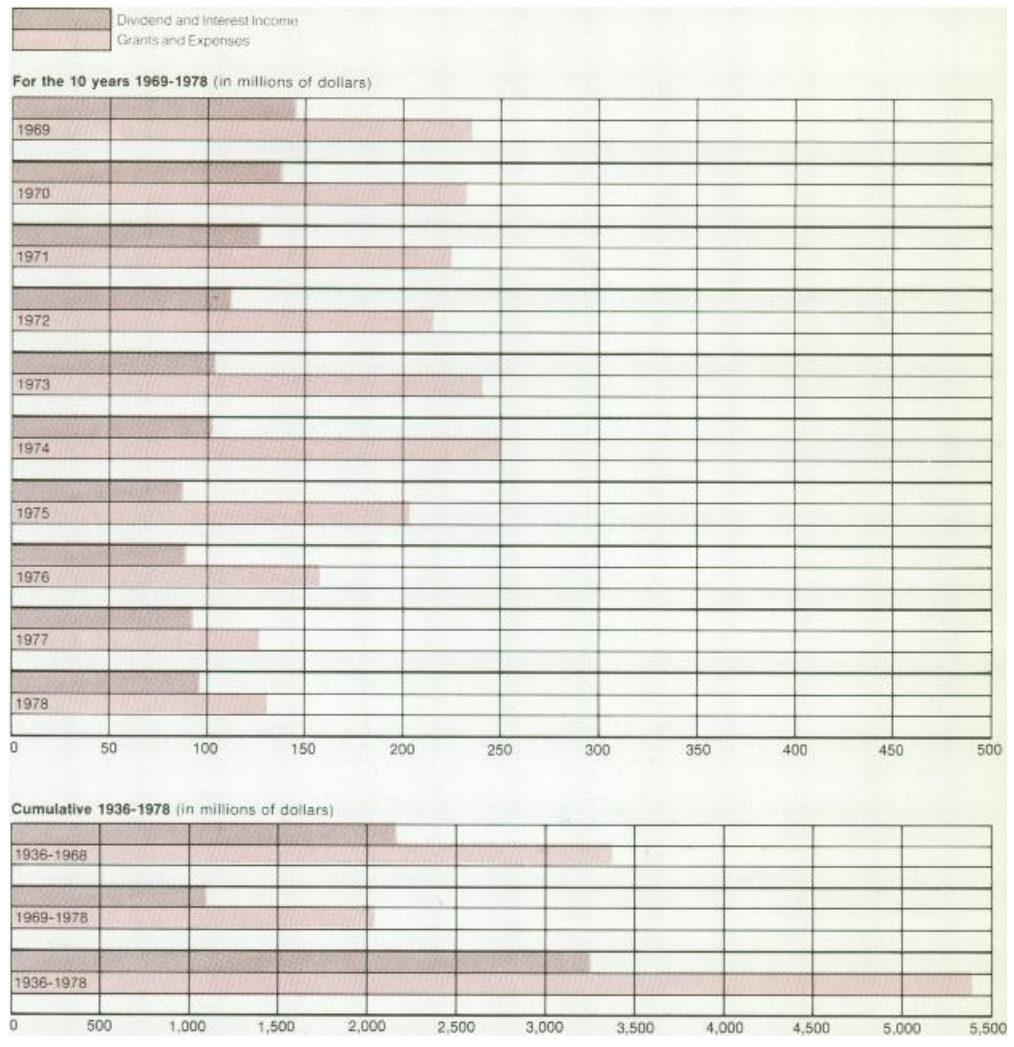 Dividend and Interest Income
Grants and Expenses
For the 10 years 1969-1978 (in millions of dollars)
1969
1970
1971
1972
1973
1974
1975
1976
1977
1978
0 50 100 150 200 250 300 350 400 450 500
Cumulative 1936-1978 (in millions of dollars)
1936-1968
1969-1978
1936-1978
0 500 1,000 1,500 2,000 2,500 3,000 3,500 4,000 4,500 5,000 5,500